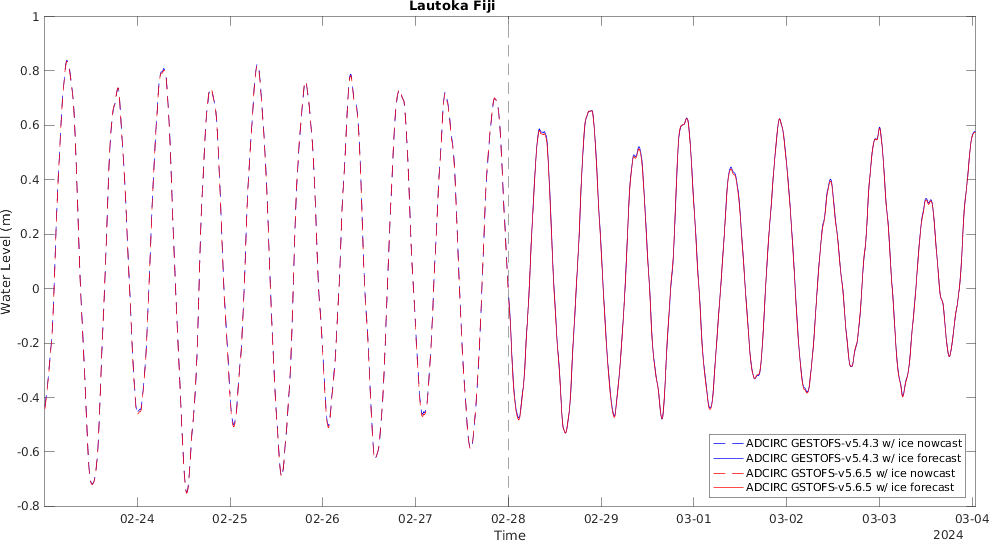 Lautoka Fiji
1
0.8
0.6
0.4
0.2
0
-0.2
-0.4
-0.6
-0.8
Water Level (m)
02-24 02-25 02-26 02-27 02-28 02-29 03-01 03-02 03-03 03-04
Time
2024
ADCIRC GESTOFS-v5.4.3 w/ ice nowcast
ADCIRC GESTOFS-v5.4.3 w/ ice forecast
ADCIRC GSTOFS-v5.6.5 w/ ice nowcast
ADCIRC GSTOFS-v5.6.5 w/ ice forecast